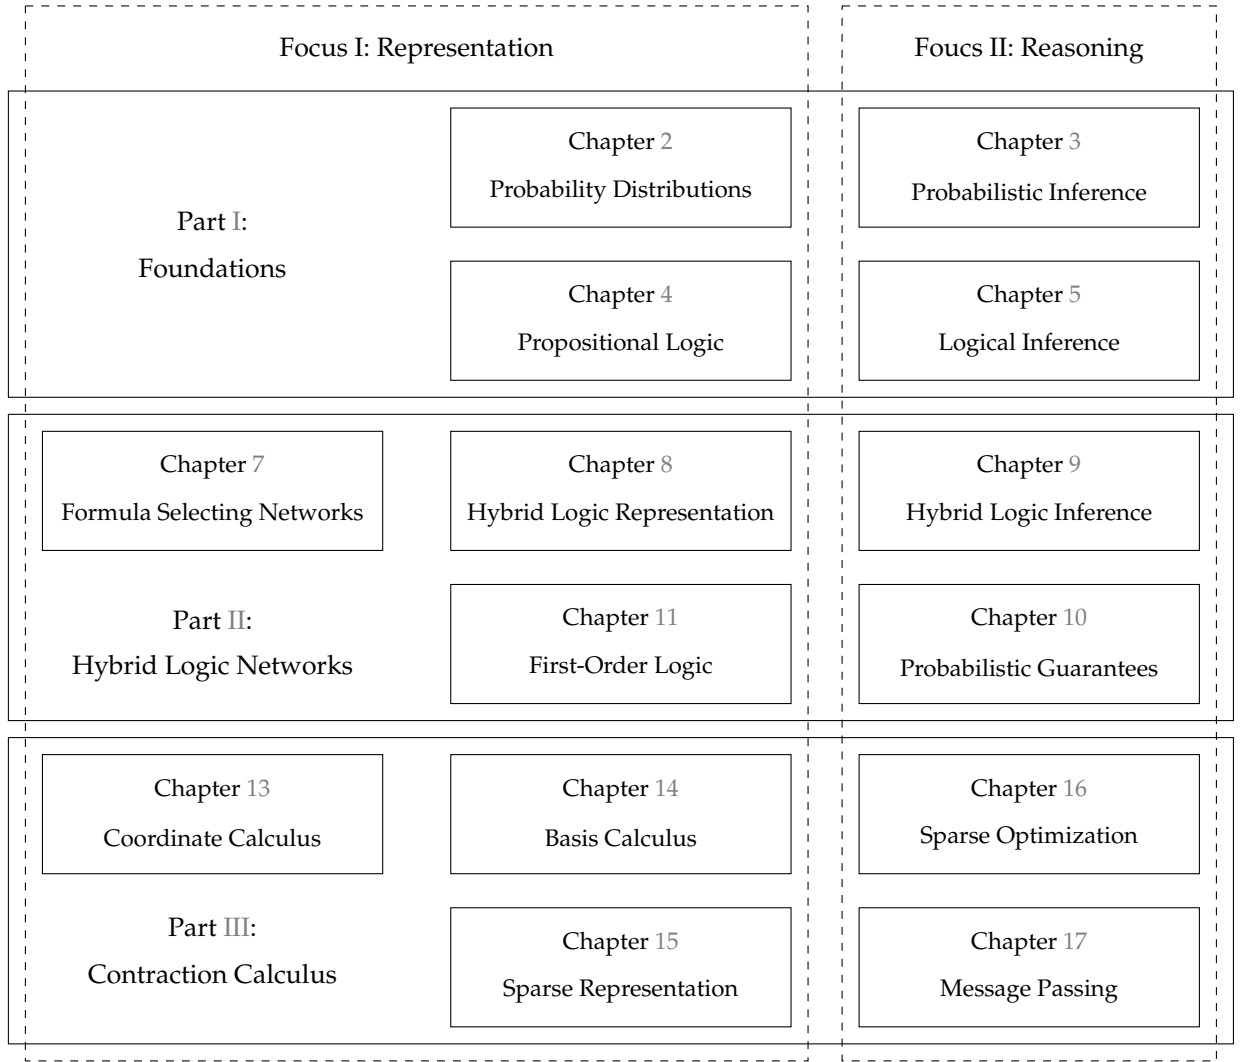 Focus I: Representation
Foucs II: Reasoning
Part I:
Foundations
Chapter 2
Probability Distributions
Chapter 3
Probabilistic Inference
Chapter 4
Propositional Logic
Chapter 5
Logical Inference
Chapter 7
Formula Selecting Networks
Chapter 8
Hybrid Logic Representation
Chapter 9
Hybrid Logic Inference
Part II:
Hybrid Logic Networks
Chapter 11
First-Order Logic
Chapter 10
Probabilistic Guarantees
Chapter 13
Coordinate Calculus
Chapter 14
Basis Calculus
Chapter 16
Sparse Optimization
Part III:
Contraction Calculus
Chapter 15
Sparse Representation
Chapter 17
Message Passing